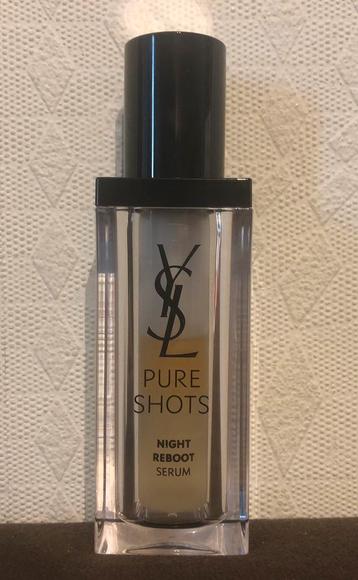 YSL
PURE
SHOTS
NIGHT
REBOOT
SERUM